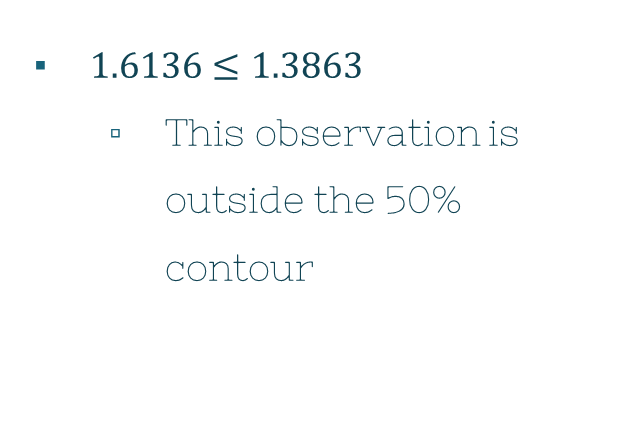 ▪ 1.6136 ≤ 1.3863
▫ This observation is
outside the 50%
contour